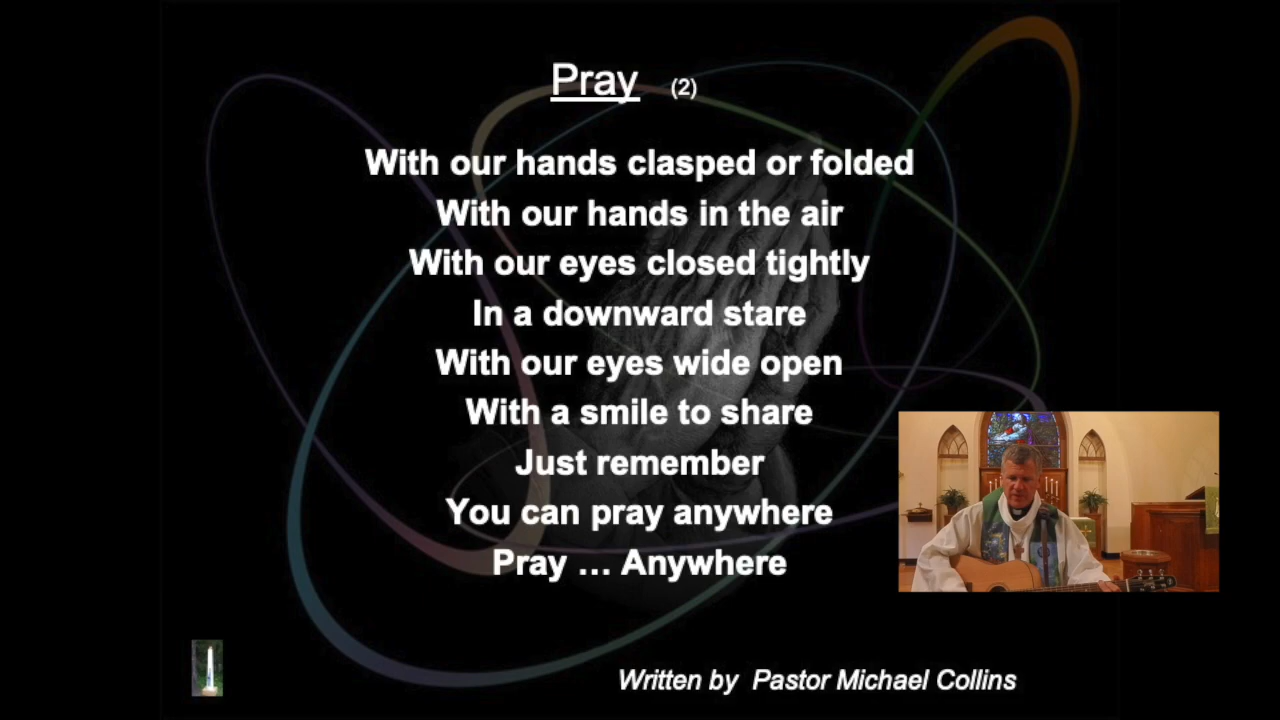 Pray (2)
With our hands clasped or folded
With our hands in the air
With our eyes closed tightly
In a downward stare
With our eyes wide open
With a smile to share
Just remember
You can pray anywhere
Pray ... Anywhere
Written by Pastor Michael Collins